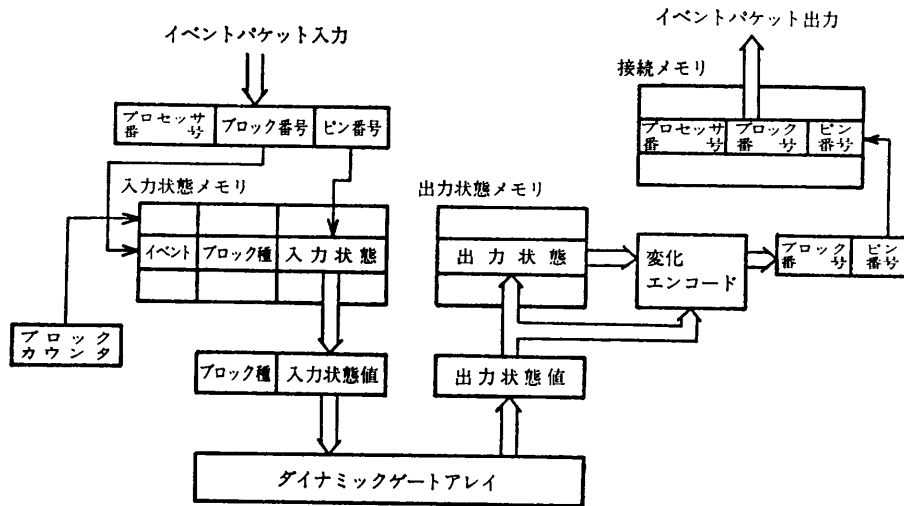 イベントパケット入力
プロセッサ
番　　　号
ブロック番号
ピン番号
入力状態メモリ
イベント
ブロック種
入力状態
ブロック
カウンタ
ブロック種
入力状態値
ダイナミックゲートアレイ
出力状態メモリ
出力状態
出力状態値
変化
エンコード
ブロック
番　　号
ピン
番号
イベントパケット出力
接続メモリ
プロセッサ
番　　　号
ブロック
番　　号
ピン
番号